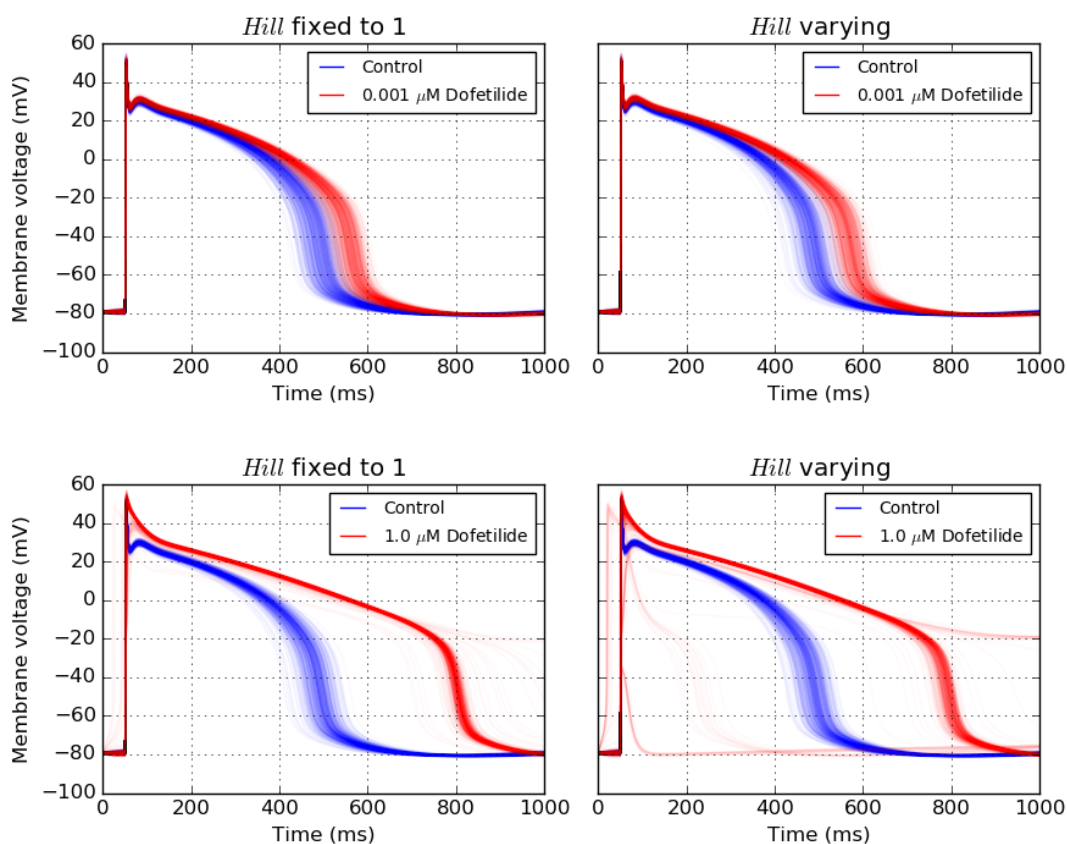 Hill fixed to 1
Hill varying
60
40
20
0
−20
−40
−60
−80
−100
Membrane voltage (mV)
Control
0.001 μM Dofetilide
Control
0.001 μM Dofetilide
0 200 400 600 800 1000
0 200 400 600 800 1000
Time (ms)
Time (ms)
Hill fixed to 1
Hill varying
60
40
20
0
−20
−40
−60
−80
−100
Membrane voltage (mV)
Control
1.0 μM Dofetilide
Control
1.0 μM Dofetilide
0 200 400 600 800 1000
0 200 400 600 800 1000
Time (ms)
Time (ms)